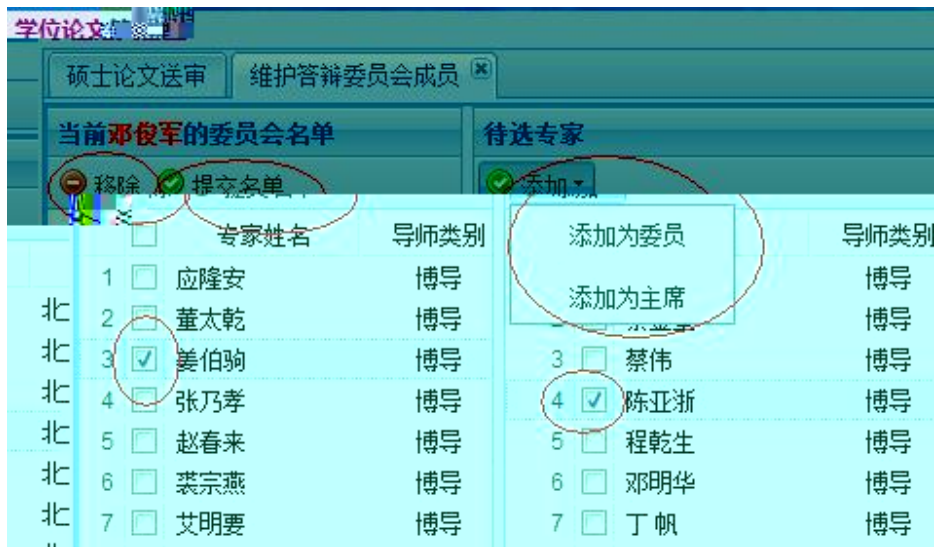 学位论文
硕士论文送审 维护答辩委员会成员
当前邓俊军的委员会名单 待选专家
移除 提交名单 添加
专家姓名 导师类别 添加为委员 导师类别
1 应隆安 博导 博导
添加为主席
北 2 董太乾 博导 博导
北 3 姜伯驹 博导 3 蔡伟 博导
北 4 张乃孝 博导 4 陈亚浙 博导
北 5 赵春来 博导 5 程乾生 博导
北 6 裘宗燕 博导 6 邓明华 博导
北 7 艾明要 博导 7 丁帆 博导